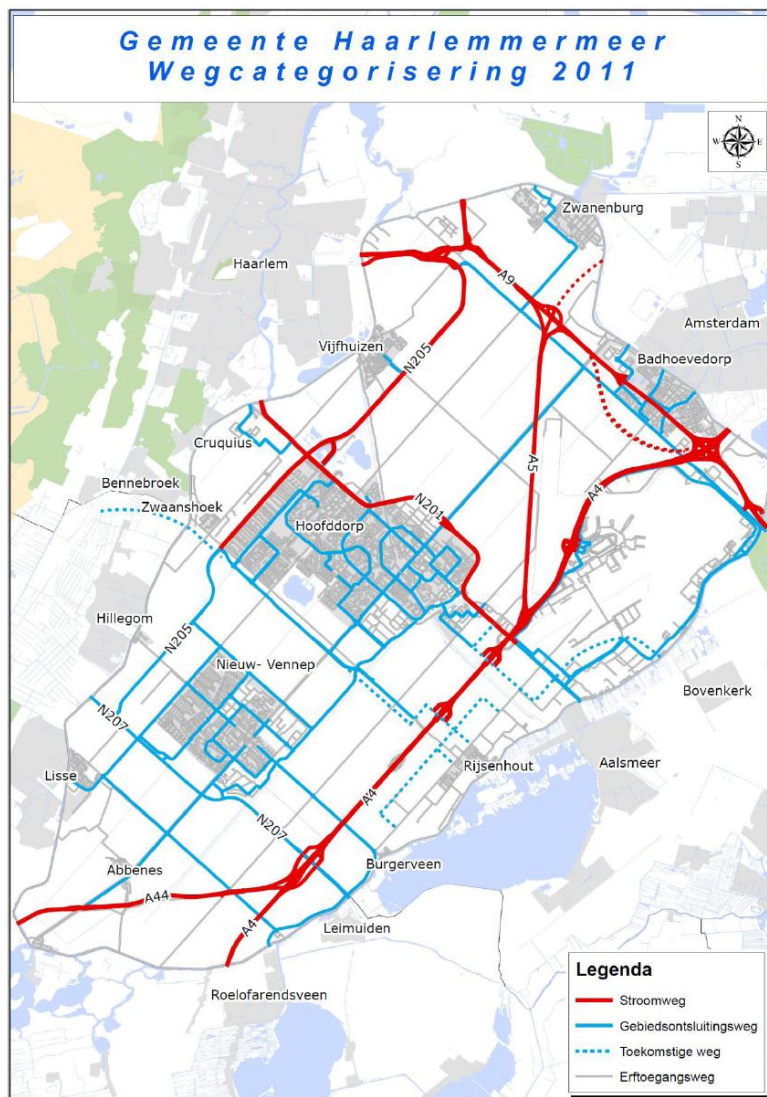 Gemeente Haarlemmermeer
Wegcategorisering 2011
N
W E
S
Zwanenburg
Haarlem
A9
Amsterdam
Vijfhuizen
N205
Badhoevedorp
Cruquius
A5
A4
Bennebroek
Zwaanshoek
N201
Hoofddorp
Hillegom
N205
Nieuw- Vennep
Bovenkerk
N207
Lisse
Rijsenhout
Aalsmeer
A4
N207
Abbenes
Burgerveen
A44
A4
Leimuiden
Roelofarendsveen
Legenda
Stroomweg
Gebiedsontsluitingsweg
Toekomstige weg
Erftoegangsweg